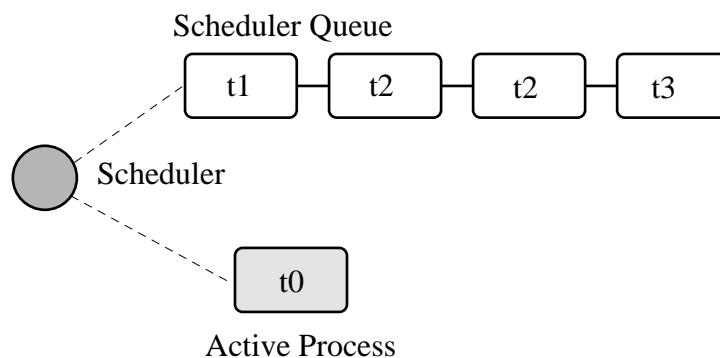 Scheduler Queue
t1 t2 t2 t3
Scheduler
t0
Active Process